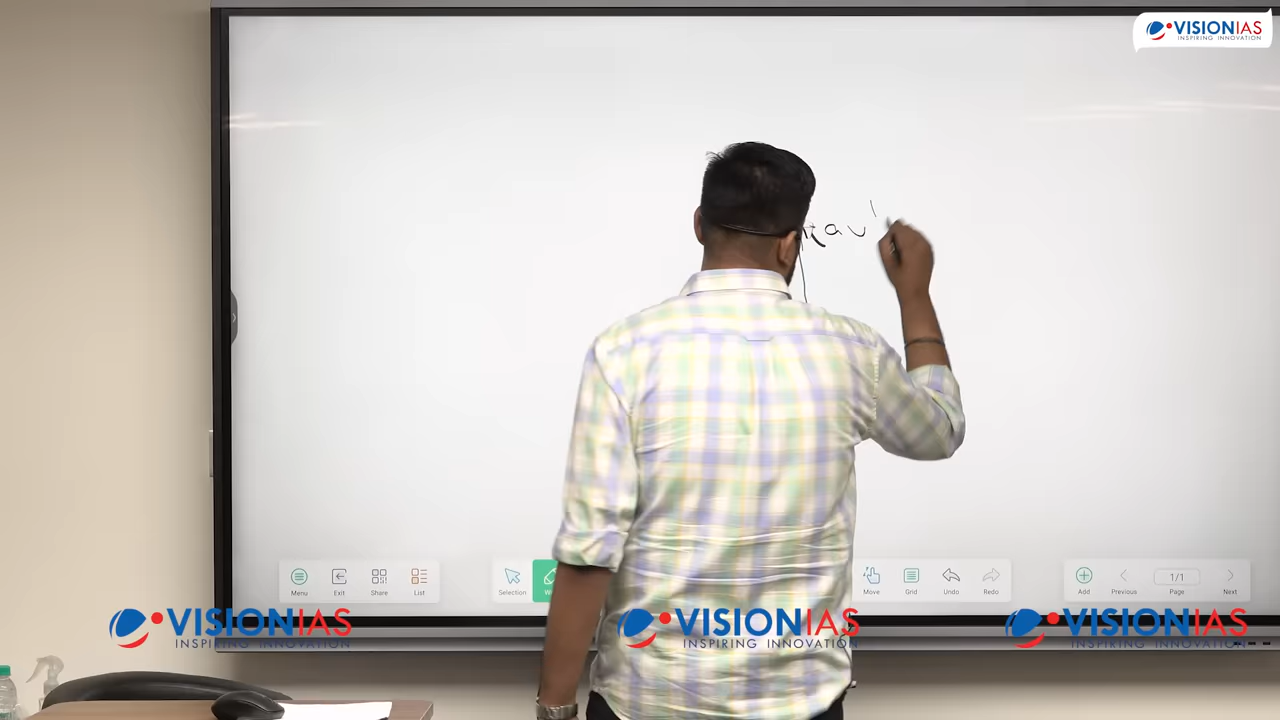 VISIONIAS
INSPIRING INNOVATION
Menu Exit Share List Selection Move Grid Undo Redo Add Previous 1/1 Page Next
VISIONIAS VISIONIAS VISIONIAS
INSPIRING INNOVATION INSPIRING INNOVATION INSPIRING INNOVATION